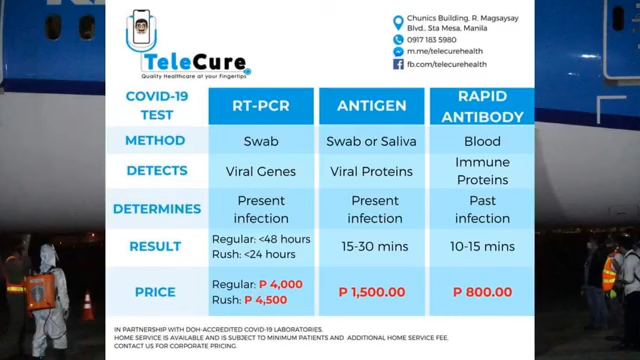 TeleCure
Quality Healthcare at your Fingertips
Chunics Building, R. Magsaysay
Blvd., Sta Mesa, Manila
0917 183 5980
m.me/telecurehealth
fb.com/telecurehealth
COVID-19 TEST
RT-PCR
ANTIGEN
RAPID ANTIBODY
METHOD
Swab
Swab or Saliva
Blood
DETECTS
Viral Genes
Viral Proteins
Immune Proteins
DETERMINES
Present infection
Present infection
Past infection
RESULT
Regular: <48 hours
Rush: <24 hours
15-30 mins
10-15 mins
PRICE
Regular: P 4,000
Rush: P 4,500
P 1,500.00
P 800.00
IN PARTNERSHIP WITH DOH-ACCREDITED COVID-19 LABORATORIES.
HOME SERVICE IS AVAILABLE AND IS SUBJECT TO MINIMUM PATIENTS AND ADDITIONAL HOME SERVICE FEE.
CONTACT US FOR CORPORATE PRICING.